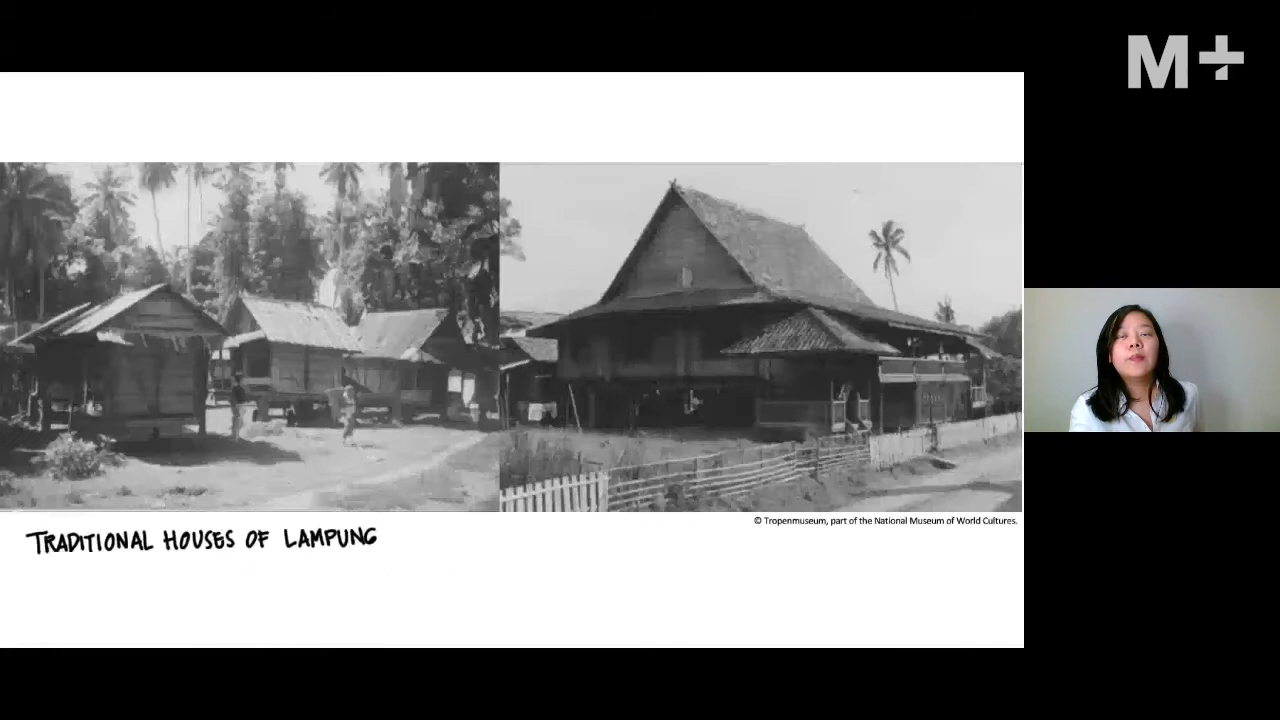 M+
© Tropenmuseum, part of the National Museum of World Cultures.
TRADITIONAL HOUSES OF LAMPUNG